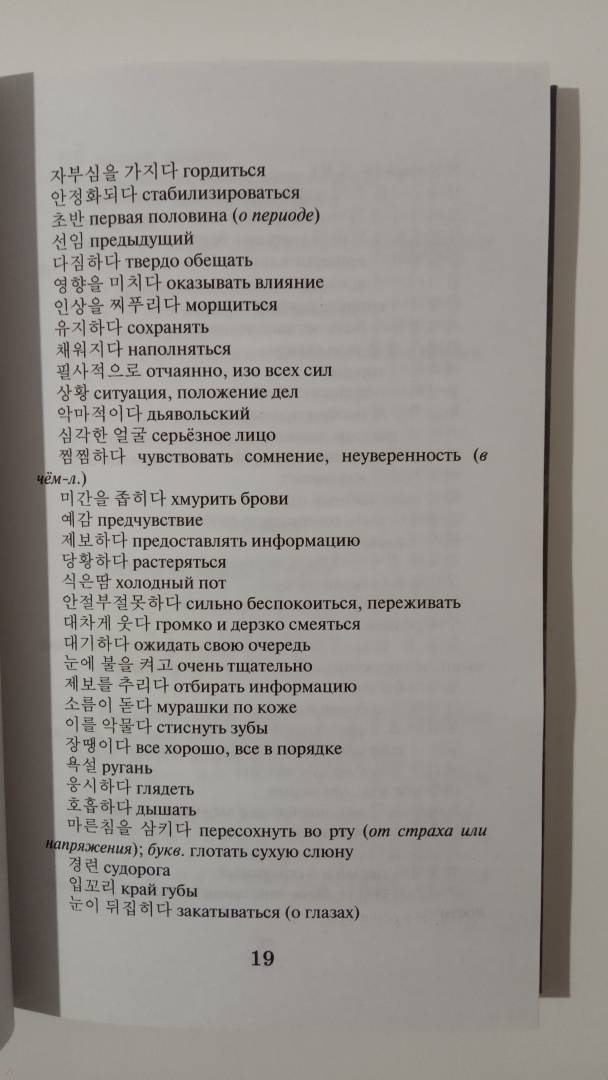 자부심을 가지다 гордиться
안정화되다 стабилизироваться
초반 первая половина (о периоде)
선임 предыдущий
다짐하다 твердо обещать
영향을 미치다 оказывать влияние
인상을 찌푸리다 морщиться
유지하다 сохранять
채워지다 наполняться
필사적으로 отчаянно, изо всех сил
상황 ситуация, положение дел
악마적이다 дьявольский
심각한 얼굴 серьёзное лицо
찜찜하다 чувствовать сомнение, неуверенность (в
чём-л.)
미간을 좁히다 хмурить брови
예감 предчувствие
제보하다 предоставлять информацию
당황하다 растеряться
식은땀 холодный пот
안절부절못하다 сильно беспокоиться, переживать
대차게 웃다 громко и дерзко смеяться
대기하다 ожидать свою очередь
눈에 불을 켜고 очень тщательно
제보를 추리다 отбирать информацию
소름이 돋다 мурашки по коже
이를 악물다 стиснуть зубы
장땡이다 все хорошо, все в порядке
욕설 ругань
응시하다 глядеть
호흡하다 дышать
마른침을 삼키다 пересохнуть во рту (от страха или
напряжения); букв. глотать сухую слюну
경련 судорога
입꼬리 край губы
눈이 뒤집히다 закатываться (о глазах)
19